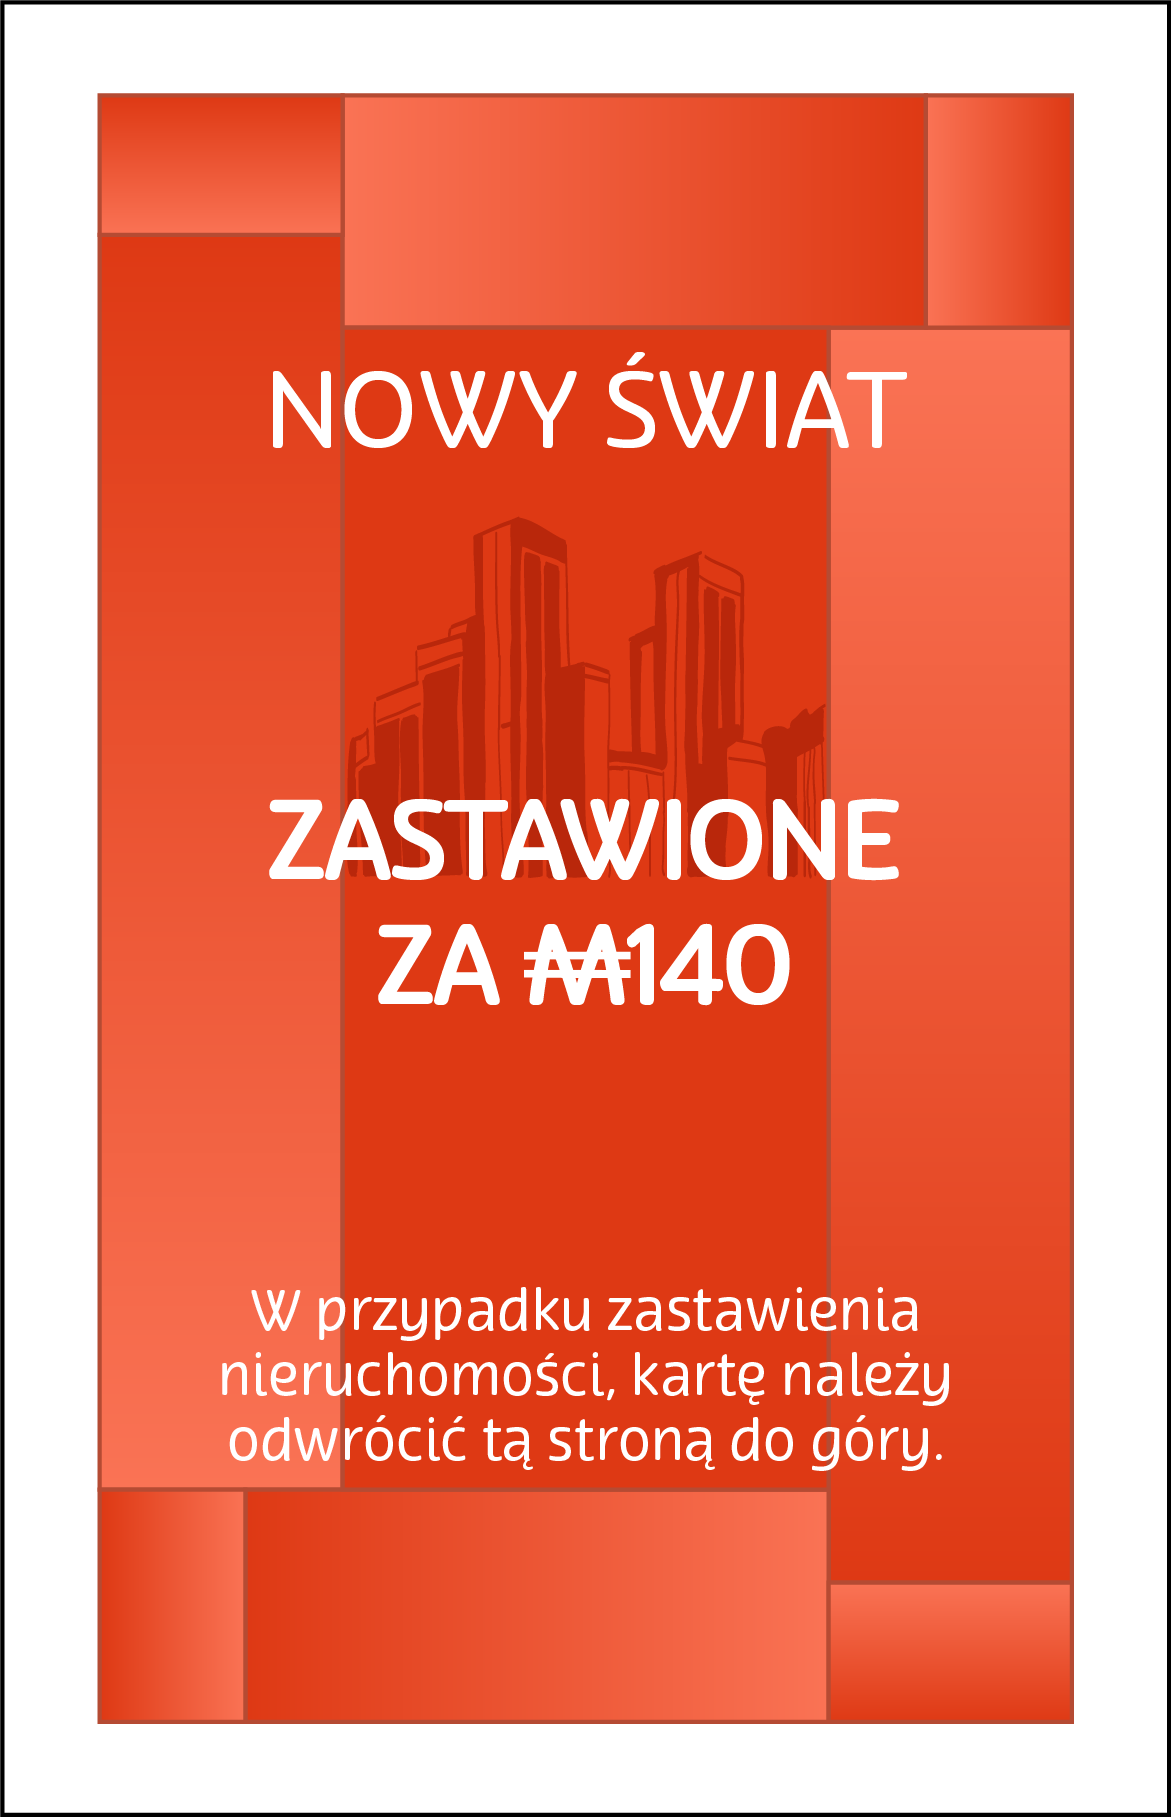 NOWY ŚWIAT
ZASTAWIONE
ZA ₩140
W przypadku zastawienia
nieruchomości, kartę należy
odwrócić tą stroną do góry.